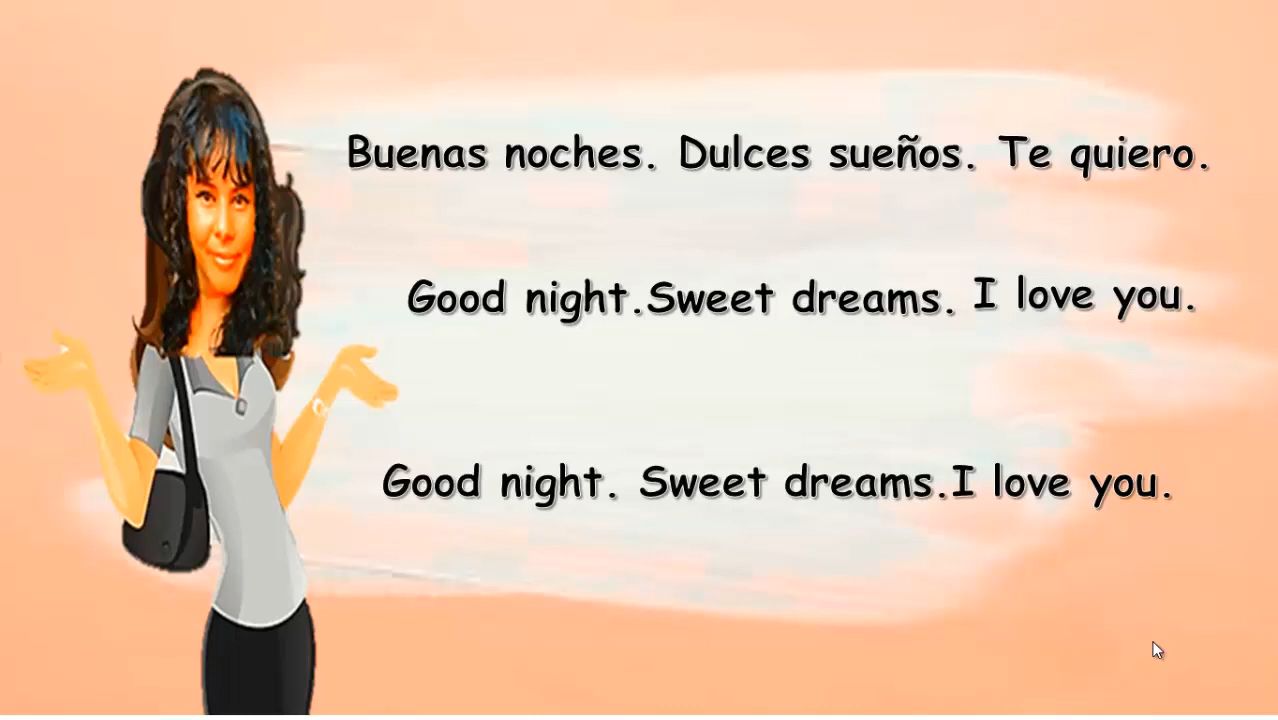 Buenas noches. Dulces sueños. Te quiero.
Good night.Sweet dreams. I love you.
Good night. Sweet dreams.I love you.